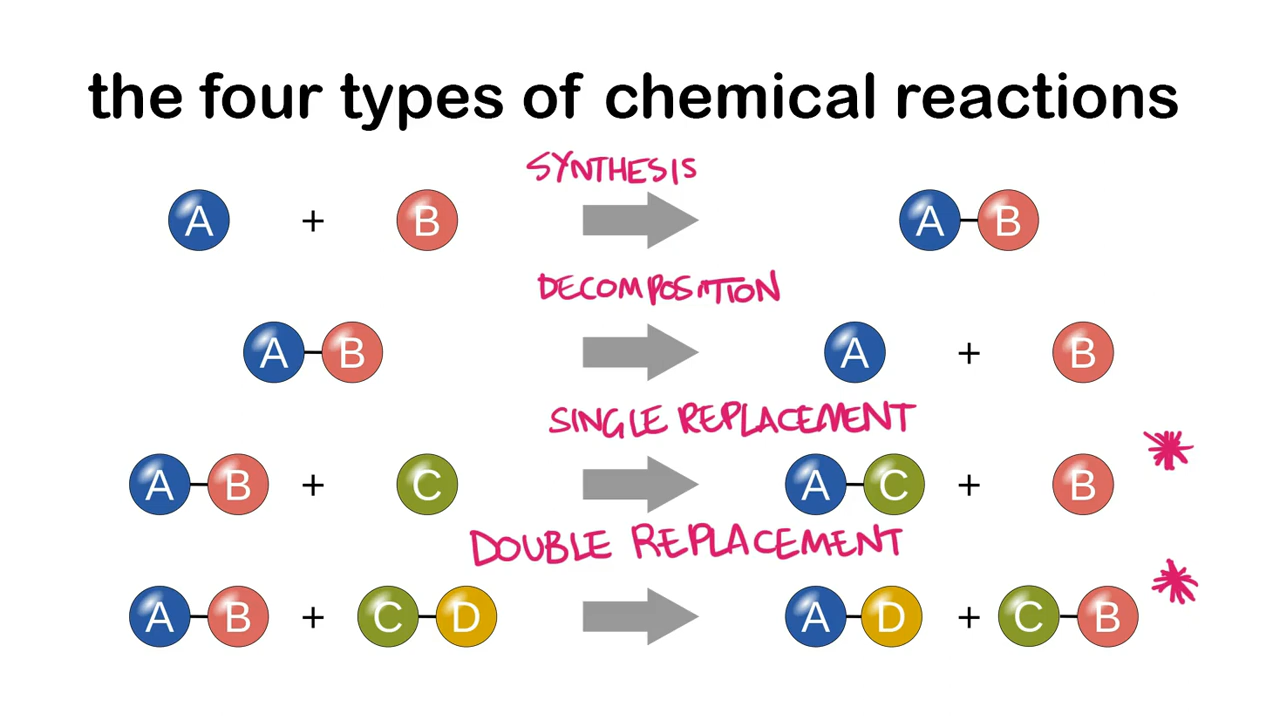 the four types of chemical reactions
SYNTHESIS
A + B A B
DECOMPOSITION
A B A + B
SINGLE REPLACEMENT
A B + C A C + B
DOUBLE REPLACEMENT
A B + C D A D + C B